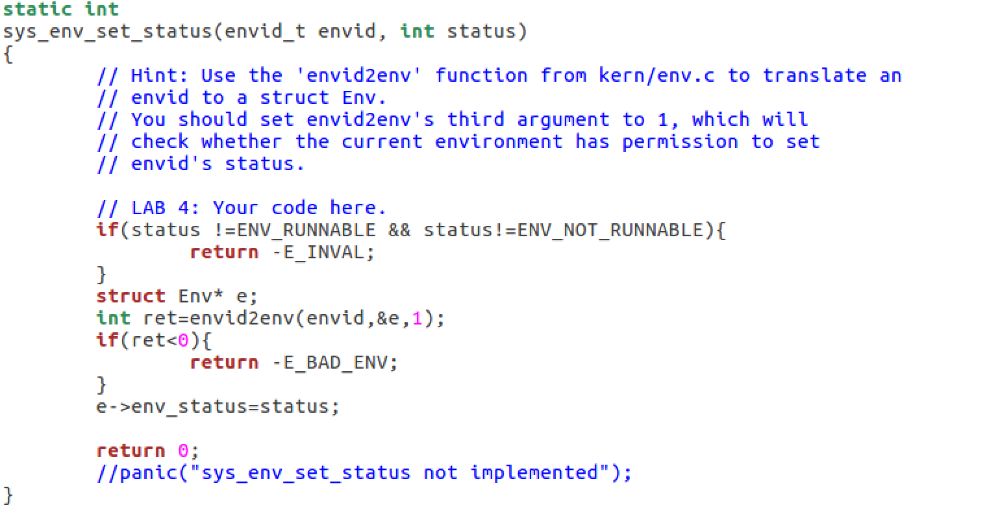 static int
sys_env_set_status(envid_t envid, int status)
{
        // Hint: Use the 'envid2env' function from kern/env.c to translate an
        // envid to a struct Env.
        // You should set envid2env's third argument to 1, which will
        // check whether the current environment has permission to set
        // envid's status.

        // LAB 4: Your code here.
        if(status !=ENV_RUNNABLE && status!=ENV_NOT_RUNNABLE){
                return -E_INVAL;
        }
        struct Env* e;
        int ret=envid2env(envid,&e,1);
        if(ret<0){
                return -E_BAD_ENV;
        }
        e->env_status=status;

        return 0;
        //panic("sys_env_set_status not implemented");
}